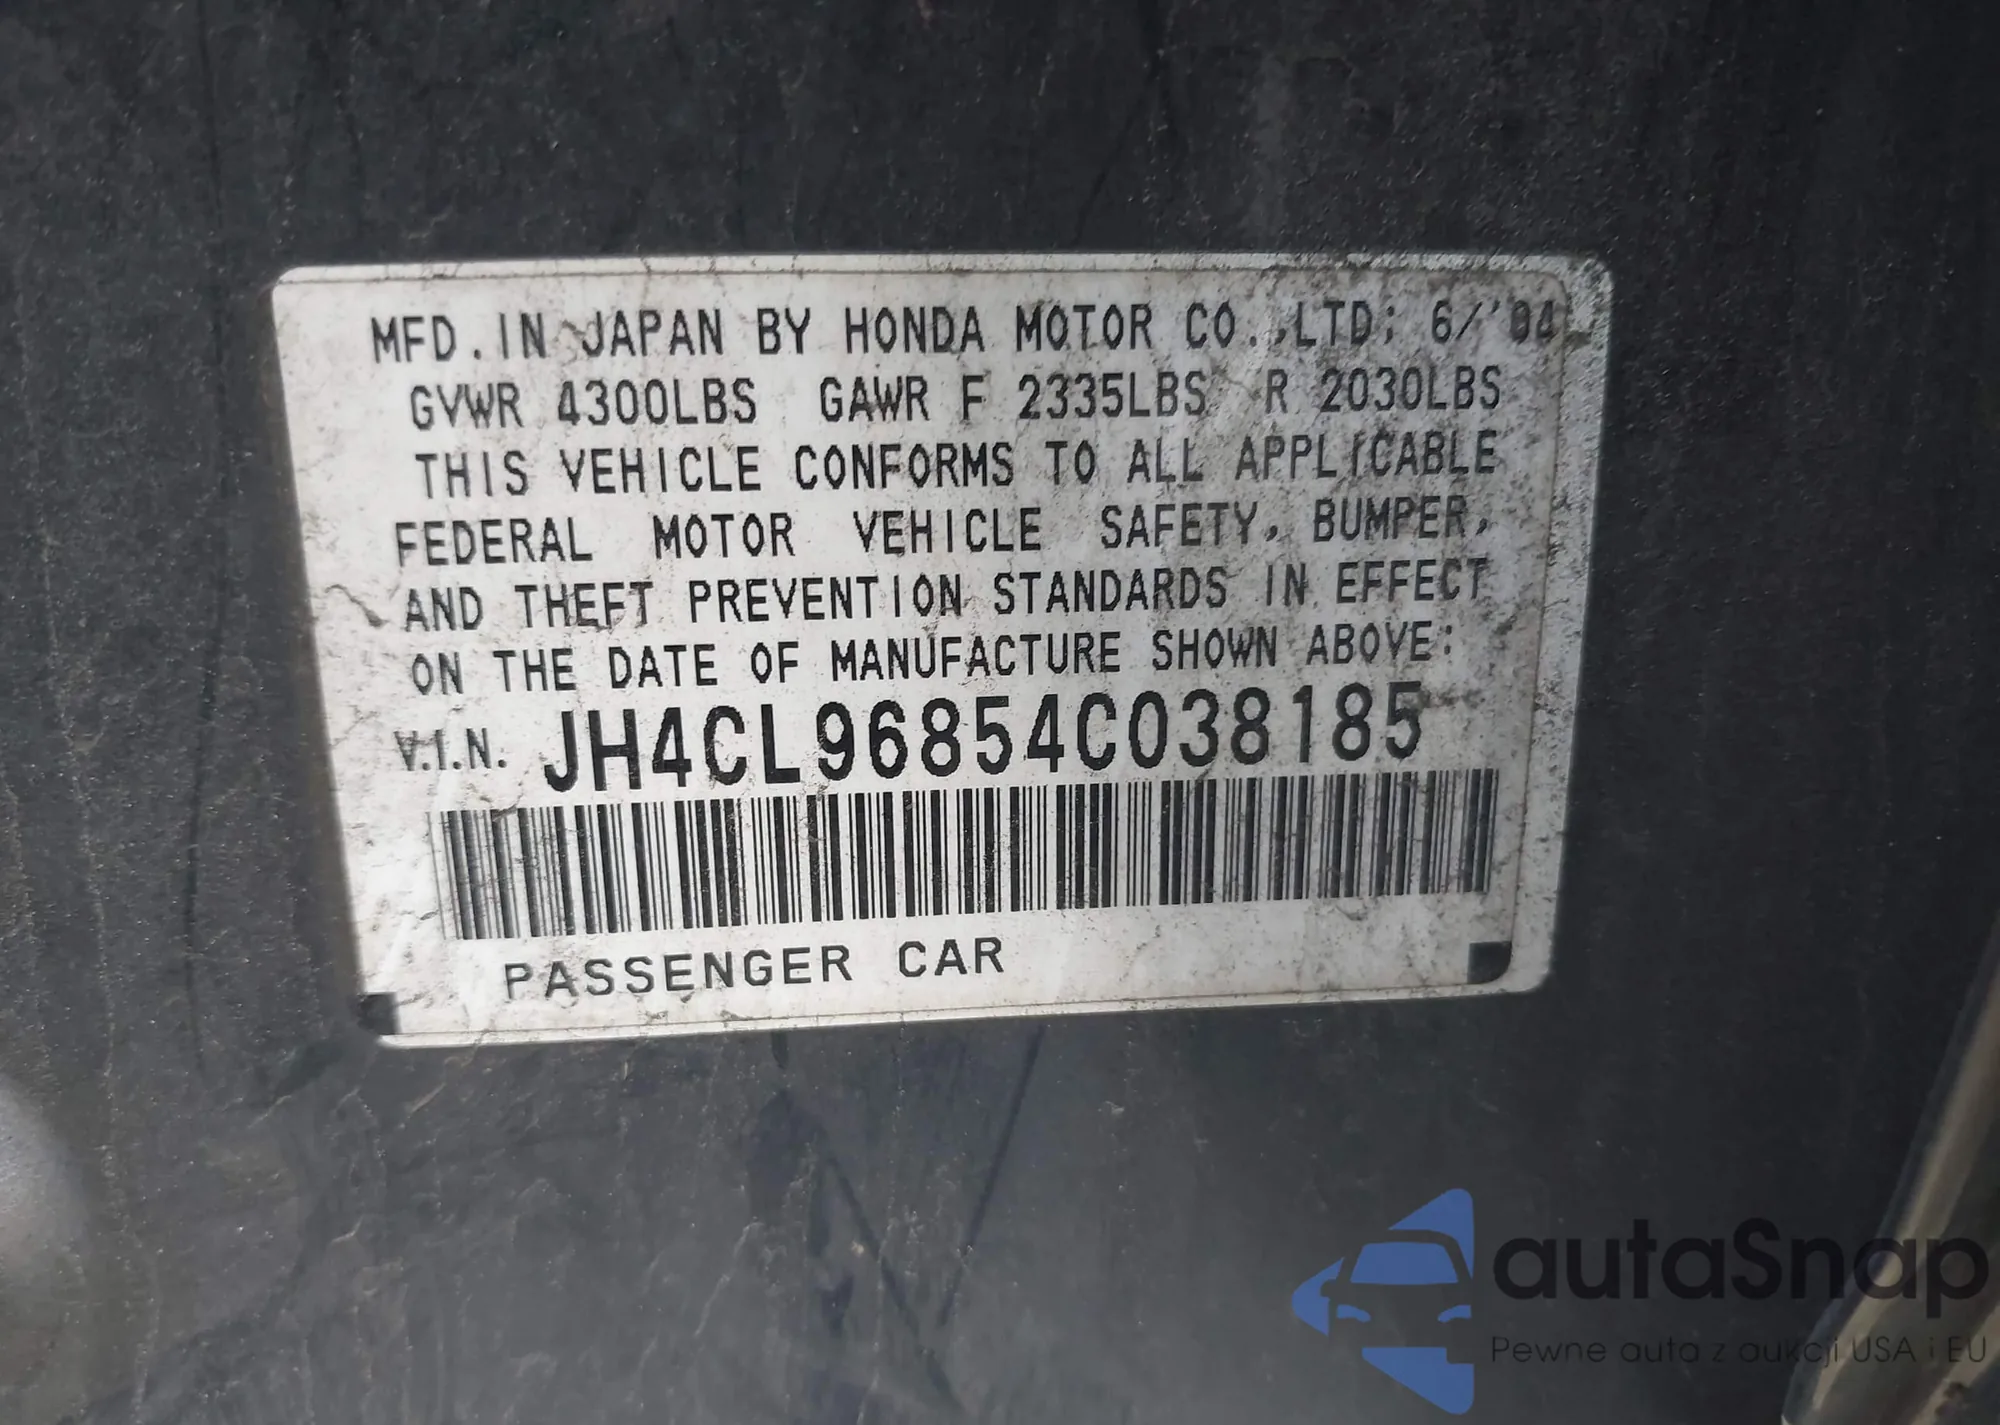 MFD. IN JAPAN BY HONDA MOTOR CO., LTD; 6/'04
GVWR 4300LBS GAWR F 2335LBS R 2030LBS
THIS VEHICLE CONFORMS TO ALL APPLICABLE
FEDERAL MOTOR VEHICLE SAFETY, BUMPER,
AND THEFT PREVENTION STANDARDS IN EFFECT
ON THE DATE OF MANUFACTURE SHOWN ABOVE:
V.I.N. JH4CL96854C038185
PASSENGER CAR
autaSnap
Pewne auta z aukcji USA i EU